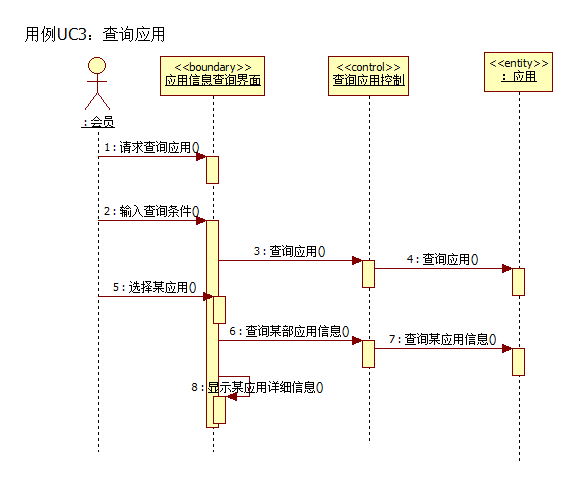 用例UC3：查询应用
<<boundary>>
应用信息查询界面
<<control>>
查询应用控制
<<entity>>
：应用
：会员
1：请求查询应用()
2：输入查询条件()
3：查询应用()
4：查询应用()
5：选择某应用()
6：查询某部应用信息()
7：查询某应用信息()
8：显示某应用详细信息()